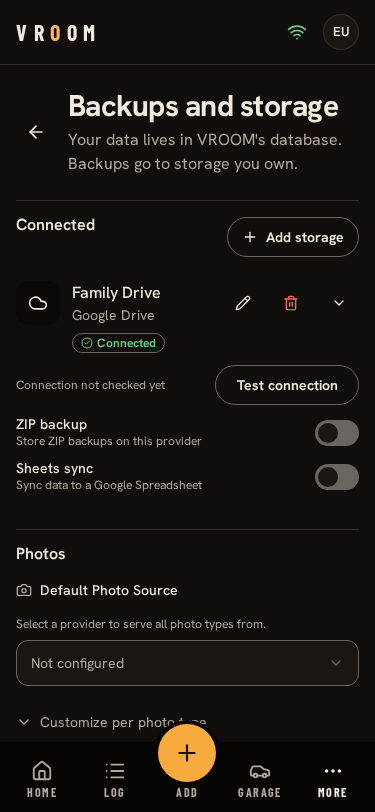 VROOM
EU
Backups and storage
Your data lives in VROOM's database.
Backups go to storage you own.
Connected
Add storage
Family Drive
Google Drive
Connected
Connection not checked yet
Test connection
ZIP backup
Store ZIP backups on this provider
Sheets sync
Sync data to a Google Spreadsheet
Photos
Default Photo Source
Select a provider to serve all photo types from.
Not configured
Customize per photo type
HOME
LOG
ADD
GARAGE
MORE